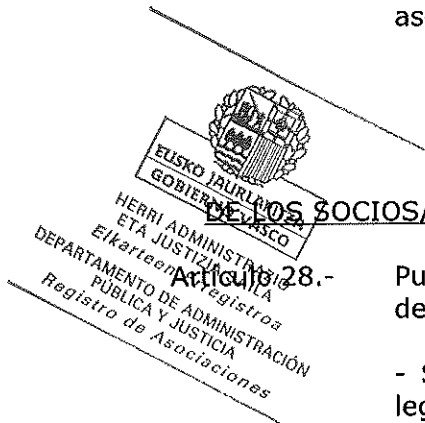 as
EUSKO JAURLARITZA
GOBIERNO VASCO
HERRI ADMINISTRAZIO
ETA JUSTIZIA SAILA
Elkarteen Erregistroa
DEPARTAMENTO DE ADMINISTRACIÓN
PÚBLICA Y JUSTICIA
Registro de Asociaciones
DE LOS SOCIOS/
Artículo 28.- Pu
de
- S
leg